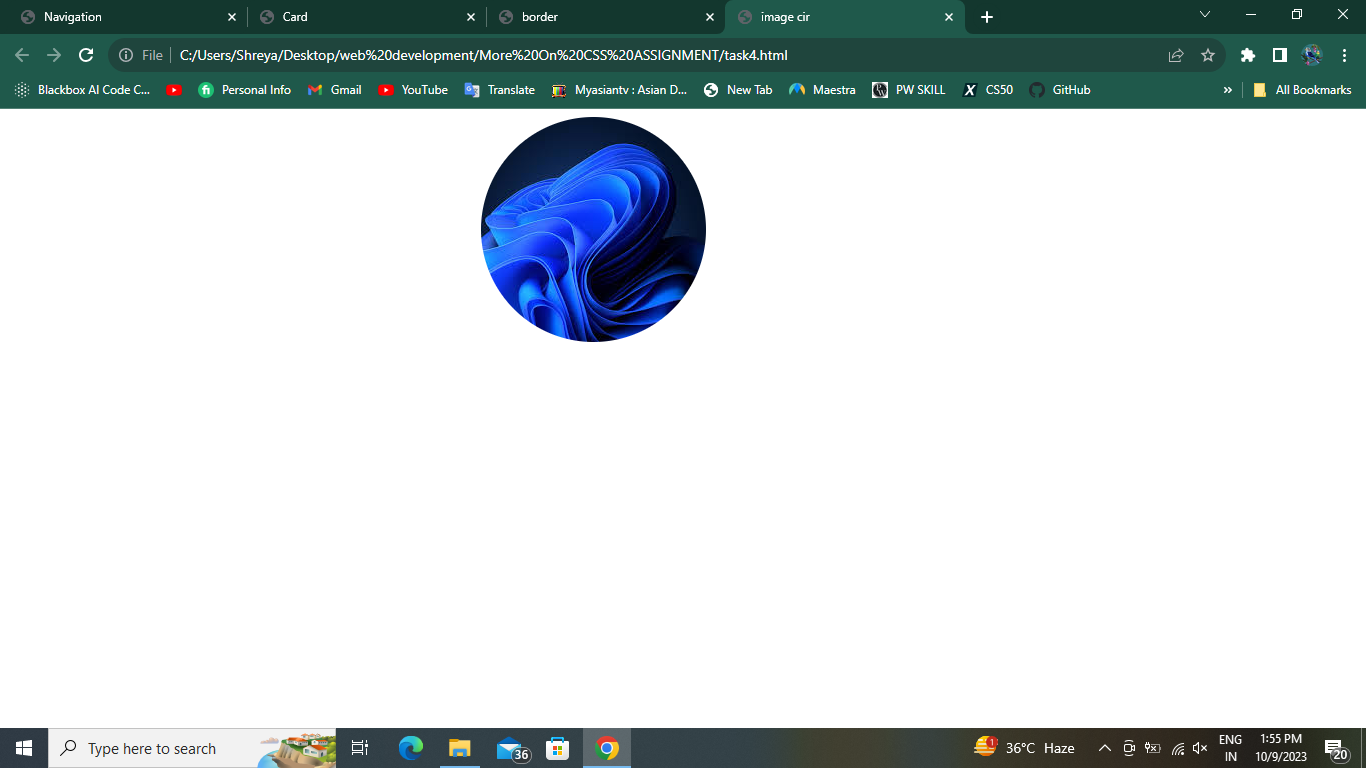 Navigation
Card
border
image cir
File
C:/Users/Shreya/Desktop/web%20development/More%20On%20CSS%20ASSIGNMENT/task4.html
Blackbox AI Code C...
Personal Info
Gmail
YouTube
Translate
Myasiantv : Asian D...
New Tab
Maestra
PW SKILL
CS50
GitHub
»
All Bookmarks
Type here to search
36
1
36°C Haze
ENG
IN
1:55 PM
10/9/2023
20